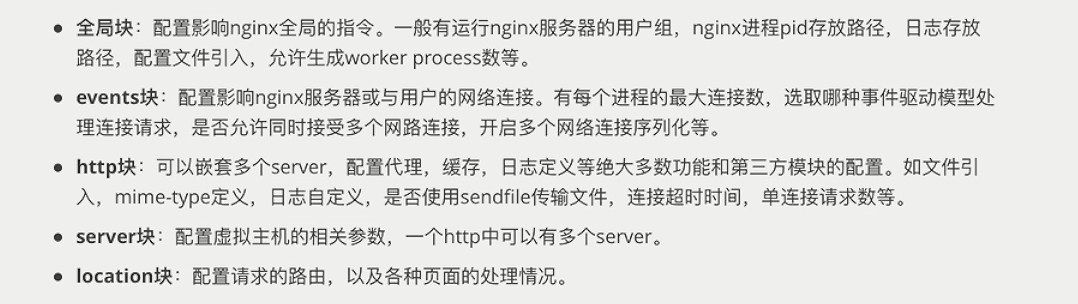 • 全局块：配置影响nginx全局的指令。一般有运行nginx服务器的用户组，nginx进程pid存放路径，日志存放
路径，配置文件引入，允许生成worker process数等。
• events块：配置影响nginx服务器或与用户的网络连接。有每个进程的最大连接数，选取哪种事件驱动模型处
理连接请求，是否允许同时接受多个网路连接，开启多个网络连接序列化等。
• http块：可以嵌套多个server，配置代理，缓存，日志定义等绝大多数功能和第三方模块的配置。如文件引
入，mime-type定义，日志自定义，是否使用sendfile传输文件，连接超时时间，单连接请求数等。
• server块：配置虚拟主机的相关参数，一个http中可以有多个server。
• location块：配置请求的路由，以及各种页面的处理情况。